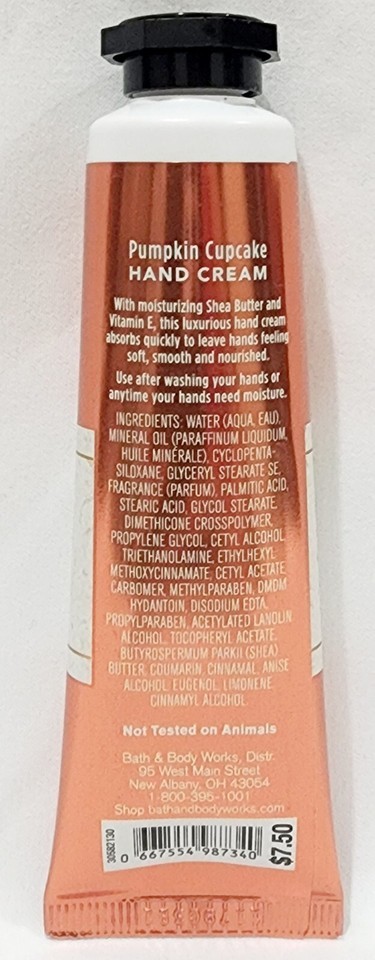 Pumpkin Cupcake
HAND CREAM
With moisturizing Shea Butter and
Vitamin E, this luxurious hand cream
absorbs quickly to leave hands feeling
soft, smooth and nourished.
Use after washing your hands or
anytime your hands need moisture.
INGREDIENTS: WATER (AQUA, EAU),
MINERAL OIL (PARAFFINUM LIQUIDUM,
HUILE MINÉRALE), CYCLOPENTA-
SILOXANE, GLYCERYL STEARATE SE,
FRAGRANCE (PARFUM), PALMITIC ACID,
STEARIC ACID, GLYCOL STEARATE,
DIMETHICONE CROSSPOLYMER,
PROPYLENE GLYCOL, CETYL ALCOHOL,
TRIETHANOLAMINE, ETHYLHEXYL
METHOXYCINNAMATE, CETYL ACETATE,
CARBOMER, METHYLPARABEN, DMDM
HYDANTOIN, DISODIUM EDTA,
PROPYLPARABEN, ACETYLATED LANOLIN
ALCOHOL, TOCOPHERYL ACETATE,
BUTYROSPERMUM PARKII (SHEA)
BUTTER, COUMARIN, CINNAMAL, ANISE
ALCOHOL, EUGENOL, LIMONENE,
CINNAMYL ALCOHOL.
Not Tested on Animals
Bath & Body Works, Distr.
95 West Main Street
New Albany, OH 43054
1-800-395-1001
Shop bathandbodyworks.com
30582130
0 667554 987340
$7.50